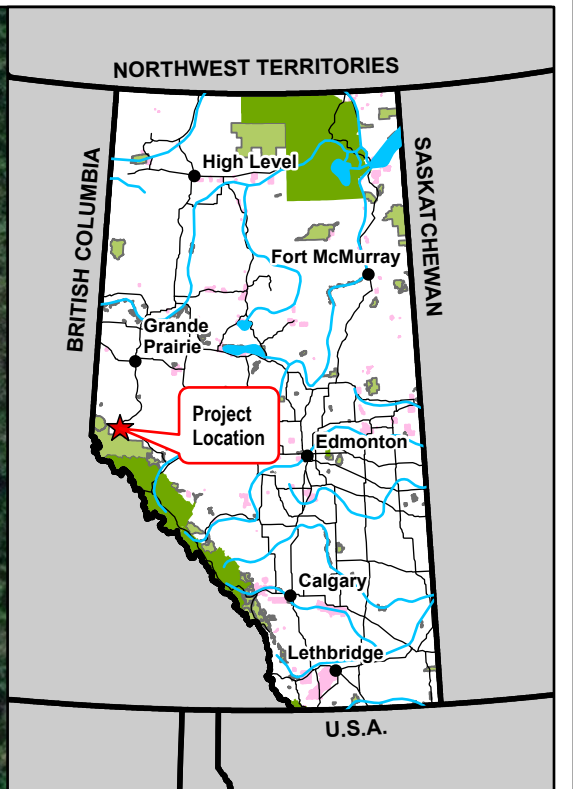 NORTHWEST TERRITORIES
BRITISH COLUMBIA
SASKATCHEWAN
High Level
Fort McMurray
Grande
Prairie
Project
Location
Edmonton
Calgary
Lethbridge
U.S.A.